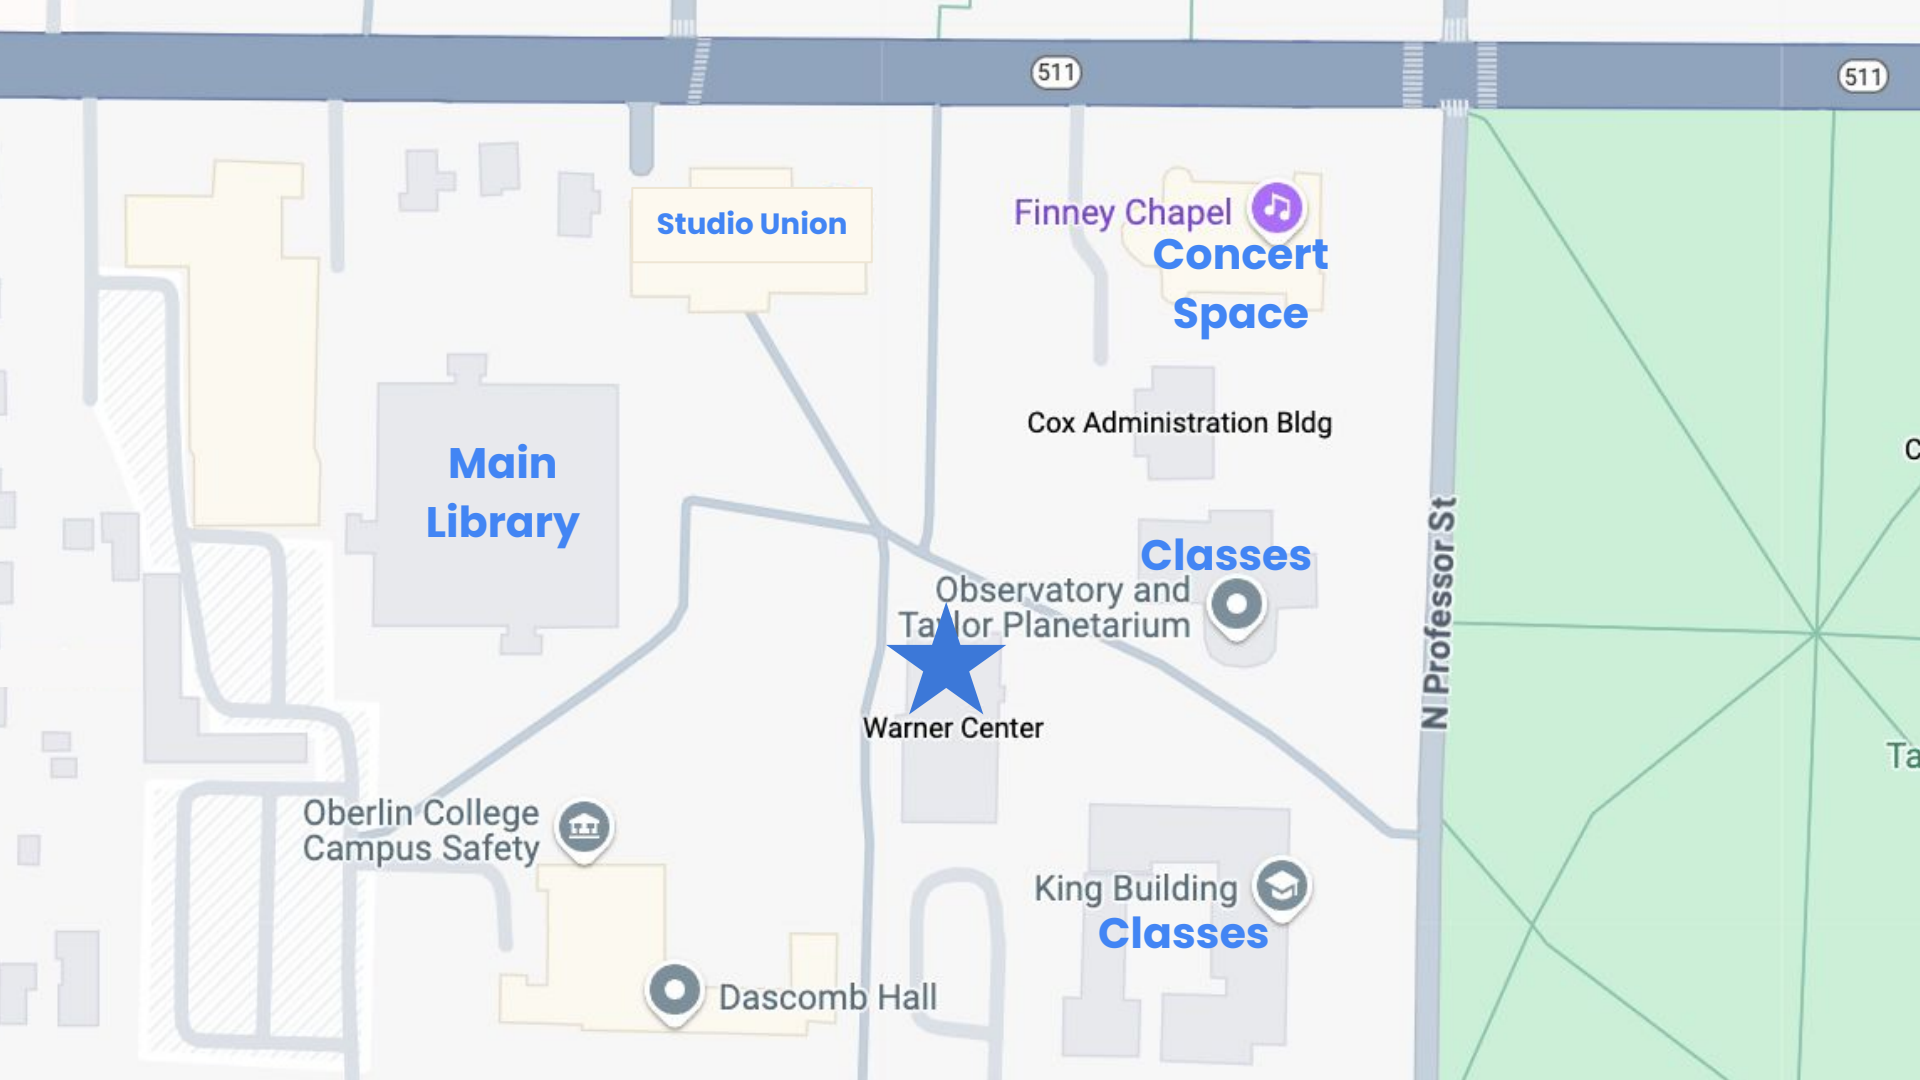 511
511
Studio Union
Finney Chapel
Concert
Space
Cox Administration Bldg
Main
Library
N Professor St
Classes
Observatory and
Taylor Planetarium
Warner Center
Ta
Oberlin College
Campus Safety
King Building
Classes
Dascomb Hall
C